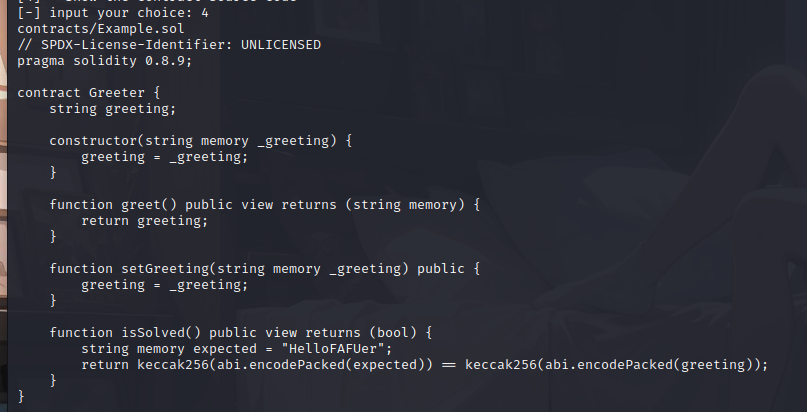 [-] input your choice: 4
contracts/Example.sol
// SPDX-License-Identifier: UNLICENSED
pragma solidity 0.8.9;

contract Greeter {
    string greeting;

    constructor(string memory _greeting) {
        greeting = _greeting;
    }

    function greet() public view returns (string memory) {
        return greeting;
    }

    function setGreeting(string memory _greeting) public {
        greeting = _greeting;
    }

    function isSolved() public view returns (bool) {
        string memory expected = "HelloFAFUer";
        return keccak256(abi.encodePacked(expected)) == keccak256(abi.encodePacked(greeting));
    }
}